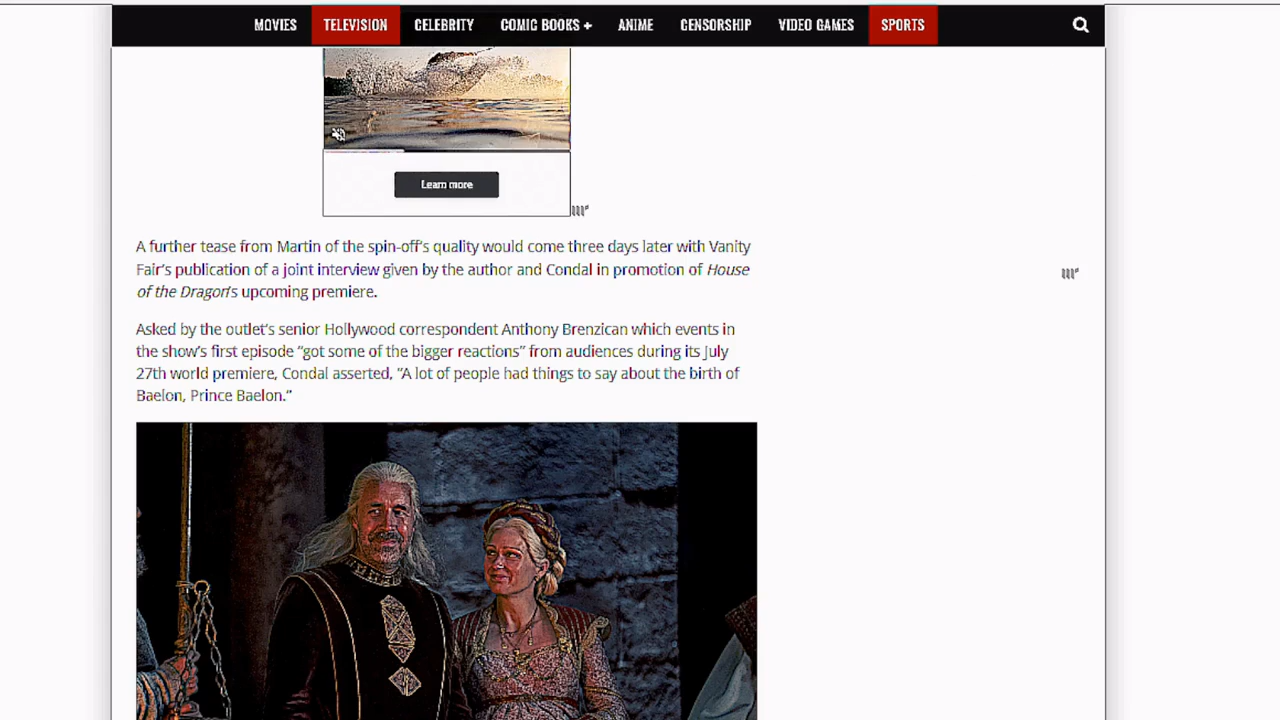 MOVIES TELEVISION CELEBRITY COMIC BOOKS + ANIME CENSORSHIP VIDEO GAMES SPORTS
Learn more
A further tease from Martin of the spin-off's quality would come three days later with Vanity
Fair's publication of a joint interview given by the author and Condal in promotion of House
of the Dragon's upcoming premiere.
Asked by the outlet's senior Hollywood correspondent Anthony Brenzican which events in
the show's first episode “got some of the bigger reactions” from audiences during its July
27th world premiere, Condal asserted, “A lot of people had things to say about the birth of
Baelon, Prince Baelon.”